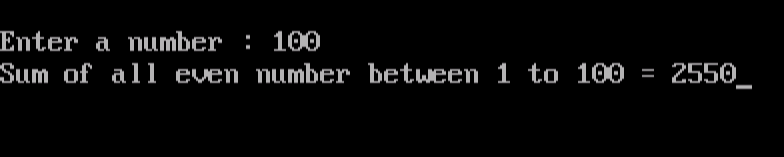 Enter a number : 100
Sum of all even number between 1 to 100 = 2550_